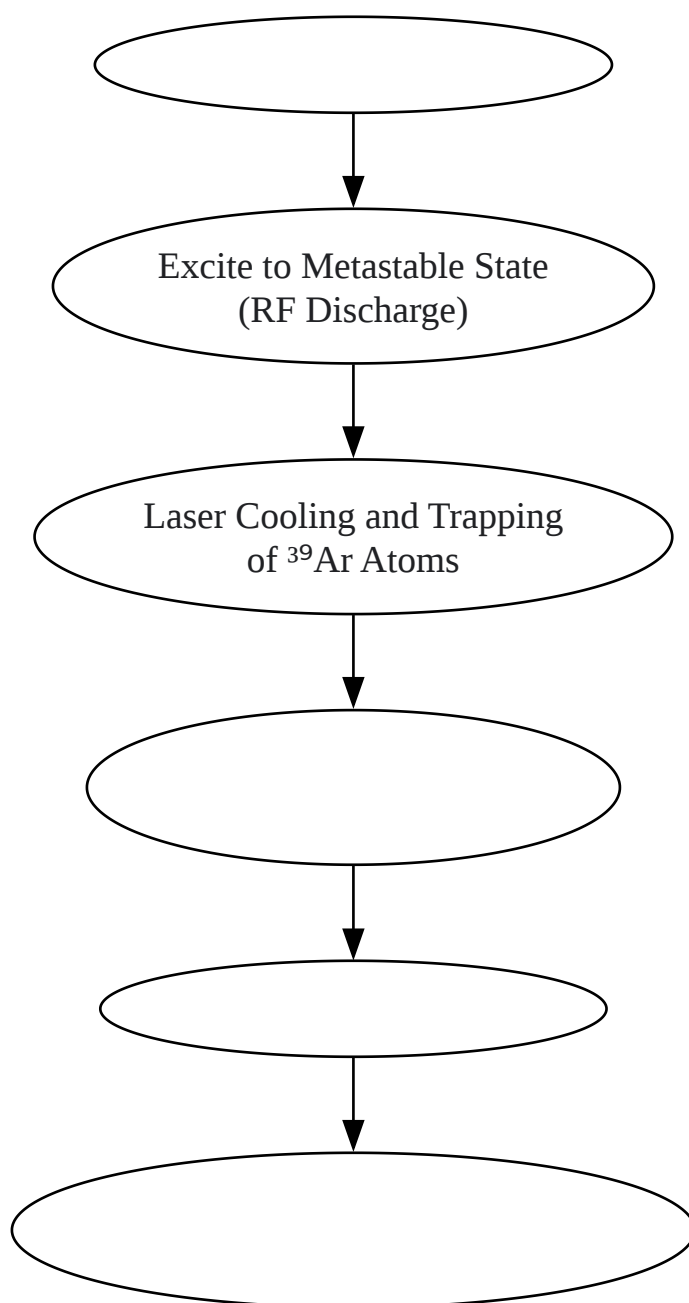 Excite to Metastable State
(RF Discharge)
Laser Cooling and Trapping
of ³⁹Ar Atoms